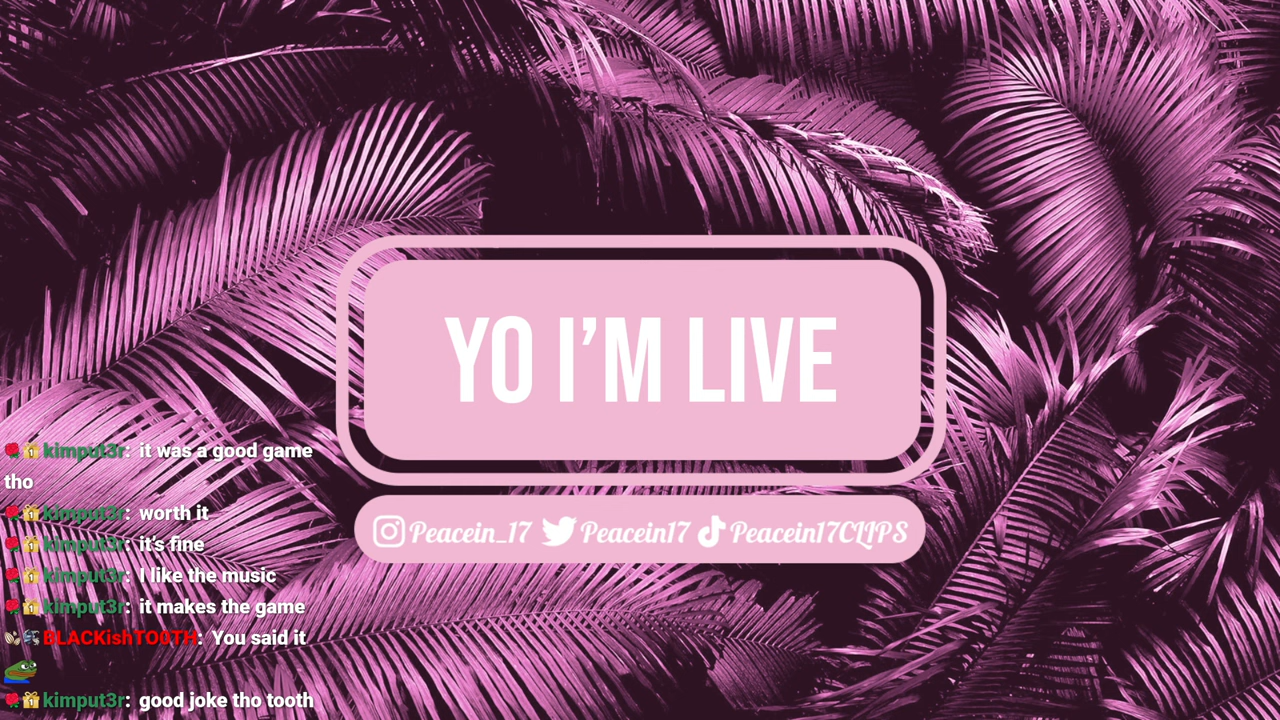 YO I’M LIVE
Peacein_17 Peacein17 Peacein17CLIPS
kimput3r: it was a good game
tho
kimput3r: worth it
kimput3r: it's fine
kimput3r: I like the music
kimput3r: it makes the game
BLACKishTO0TH: You said it
kimput3r: good joke tho tooth